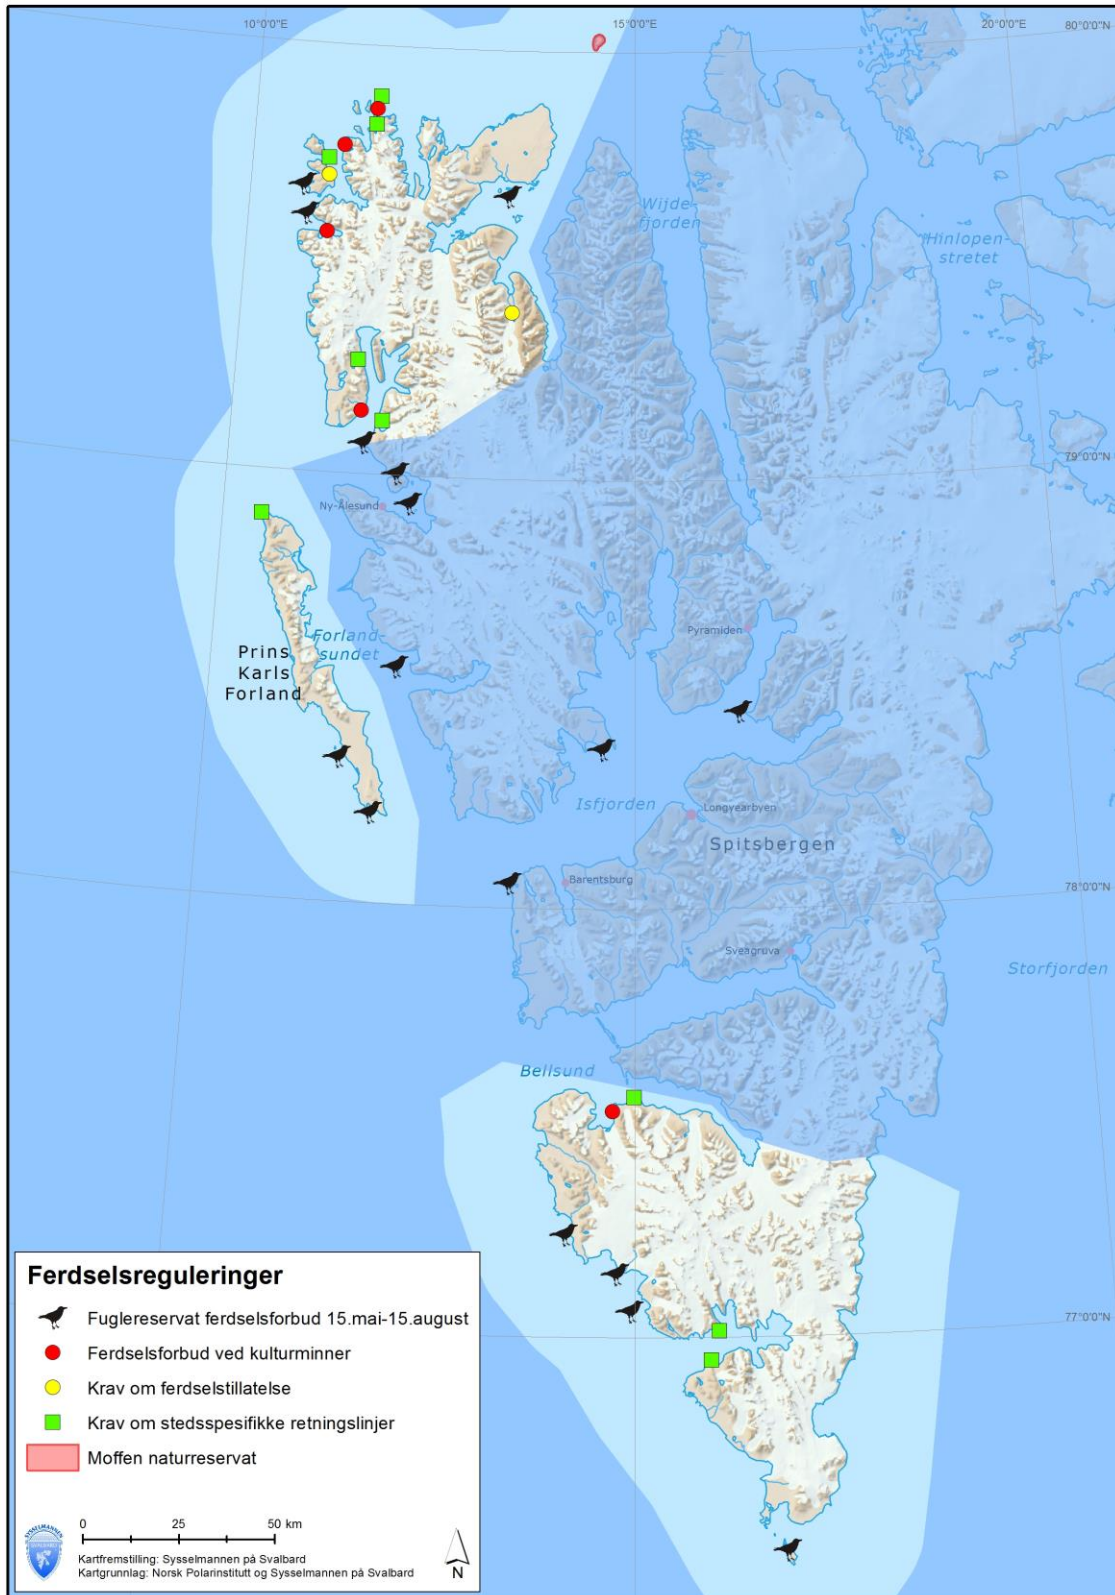 10°0'0"E
15°0'0"E
20°0'0"E
80°0'0"N
Wijde-
fjorden
Hinlopen-
stretet
79°0'0"N
Ny-Ålesund
Pyramiden
Forland-
sundet
Prins
Karls
Forland
Isfjorden
Longyearbyen
Spitsbergen
Barentsburg
78°0'0"N
Sveagruva
Storfjorden
Bellsund
77°0'0"N
Ferdselsreguleringer
Fuglereservat ferdselsforbud 15.mai-15.august
Ferdselsforbud ved kulturminner
Krav om ferdselstillatelse
Krav om stedsspesifikke retningslinjer
Moffen naturreservat
0 25 50 km
SYSSELMANNEN
Kartfremstilling: Sysselmannen på Svalbard
Kartgrunnlag: Norsk Polarinstitutt og Sysselmannen på Svalbard
N